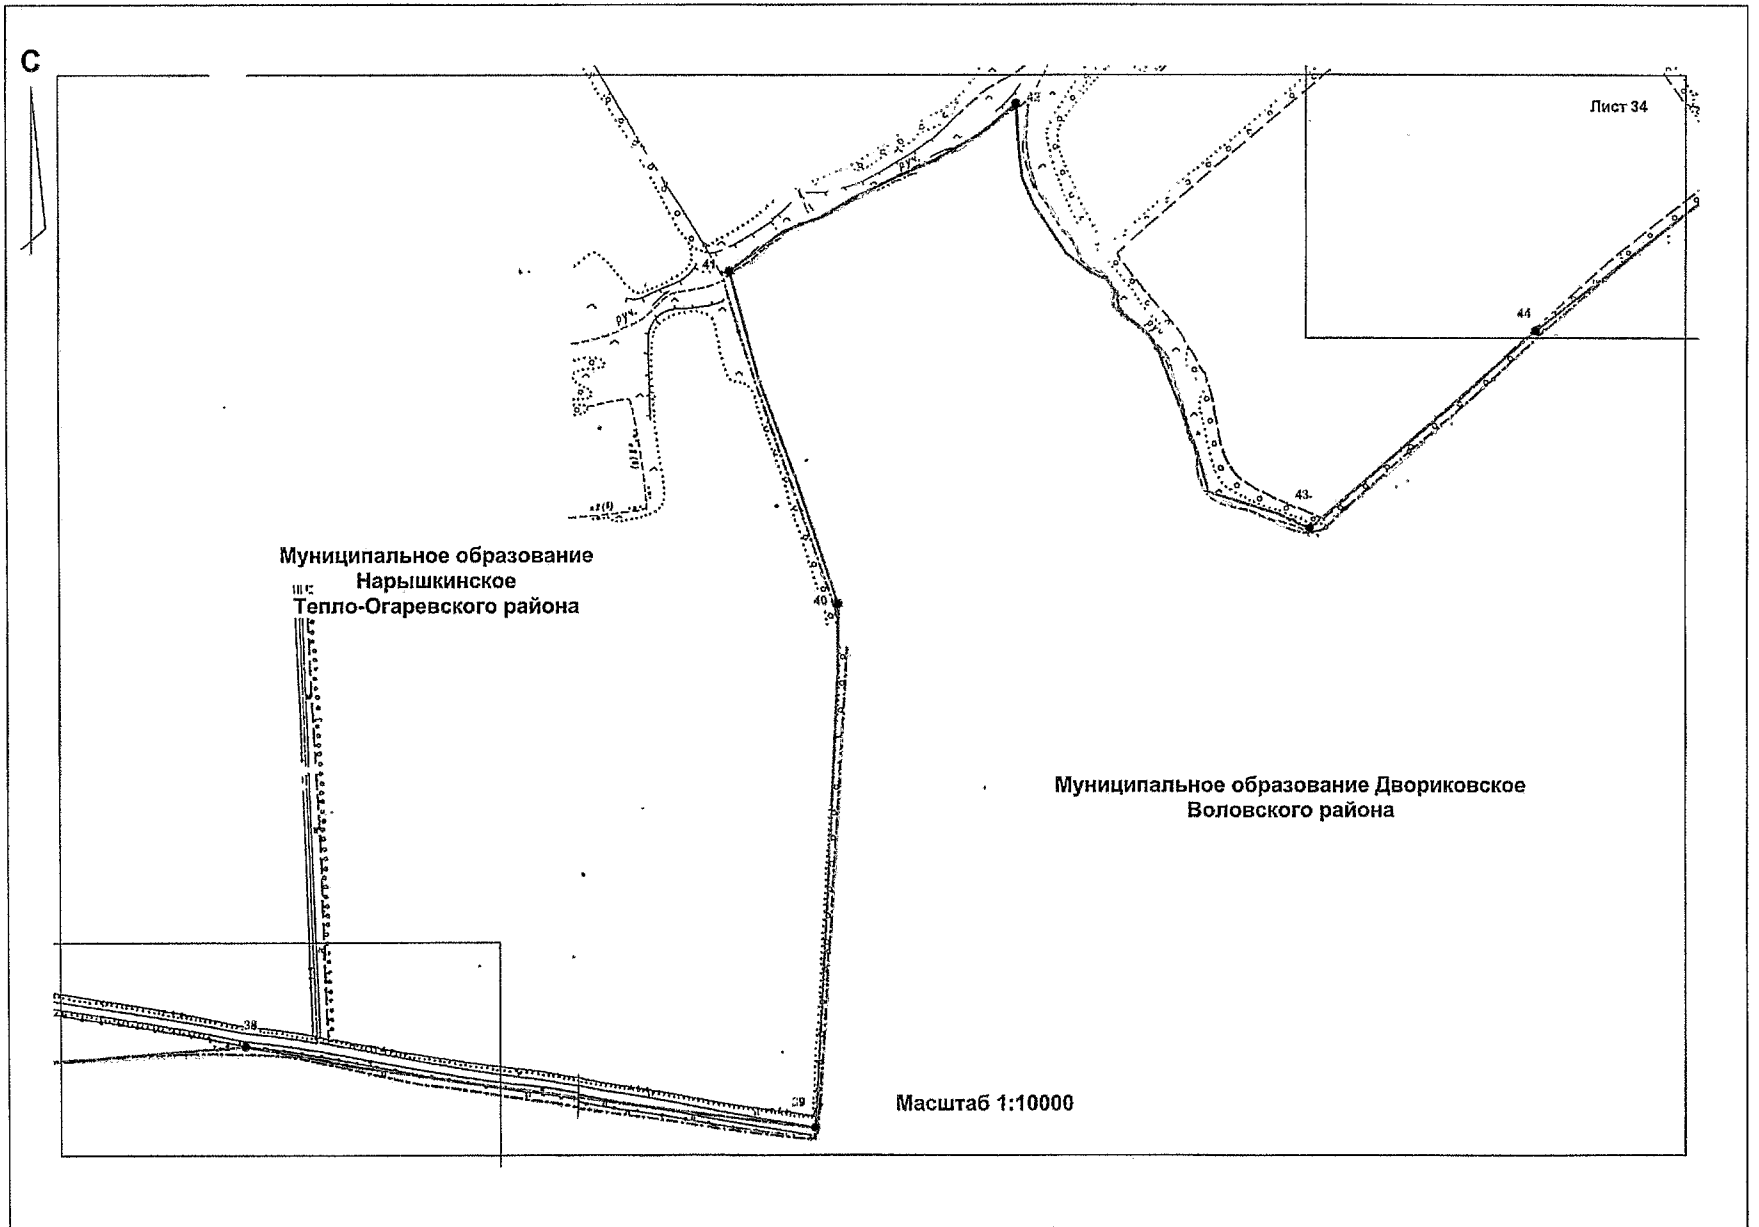 С
Лист 34
42
руч.
41
руч.
руч.
44
43
Муниципальное образование
Нарышкинское
Тепло-Огаревского района
40
Муниципальное образование Двориковское
Воловского района
38
39
Масштаб 1:10000